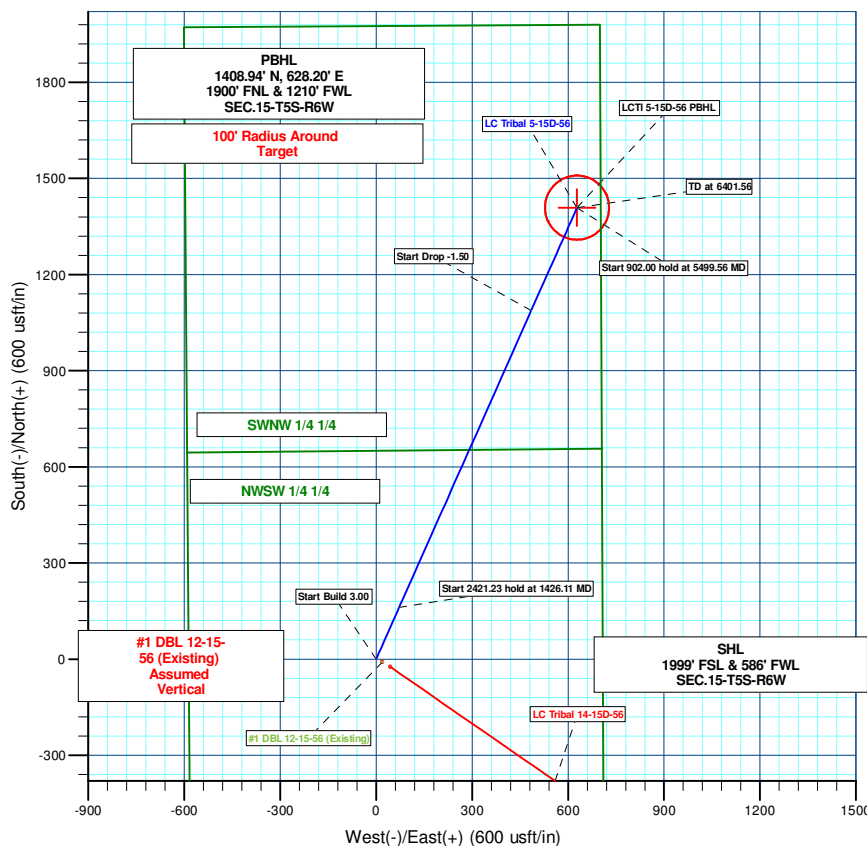 PBHL
1408.94' N, 628.20' E
1900' FNL & 1210' FWL
SEC.15-T5S-R6W
100' Radius Around
Target
LC Tribal 5-15D-56
LCTI 5-15D-56 PBHL
TD at 6401.56
Start Drop -1.50
Start 902.00 hold at 5499.56 MD
SWNW 1/4 1/4
NWSW 1/4 1/4
Start Build 3.00
Start 2421.23 hold at 1426.11 MD
#1 DBL 12-15-
56 (Existing)
Assumed
Vertical
SHL
1999' FSL & 586' FWL
SEC.15-T5S-R6W
#1 DBL 12-15-56 (Existing)
LC Tribal 14-15D-56
South(-)/North(+) (600 usft/in)
1800
1500
1200
900
600
300
0
-300
-900
-600
-300
0
300
600
900
1200
1500
West(-)/East(+) (600 usft/in)